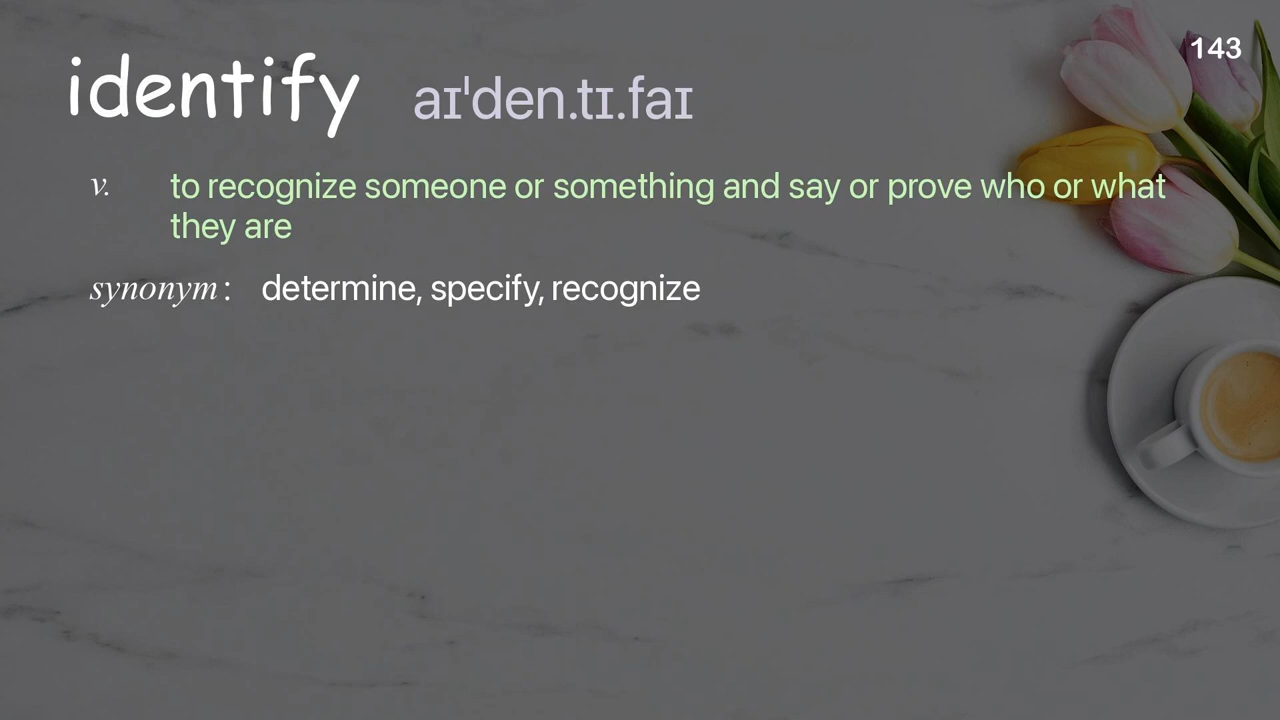 143
identify aɪˈden.tɪ.faɪ
v. to recognize someone or something and say or prove who or what
they are
synonym : determine, specify, recognize